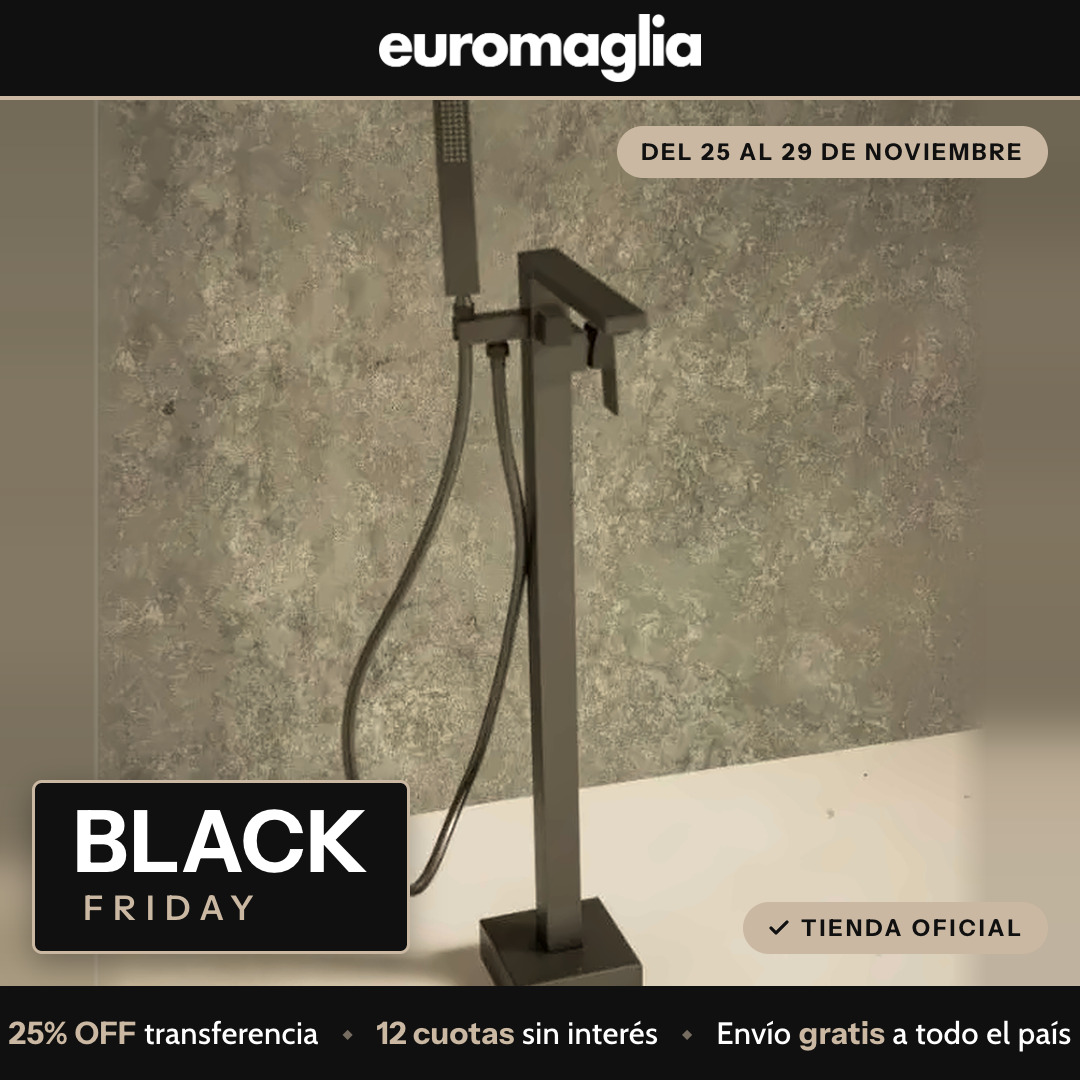 euromaglia
DEL 25 AL 29 DE NOVIEMBRE
BLACK
FRIDAY
✓ TIENDA OFICIAL
25% OFF transferencia ◆ 12 cuotas sin interés ◆ Envío gratis a todo el país